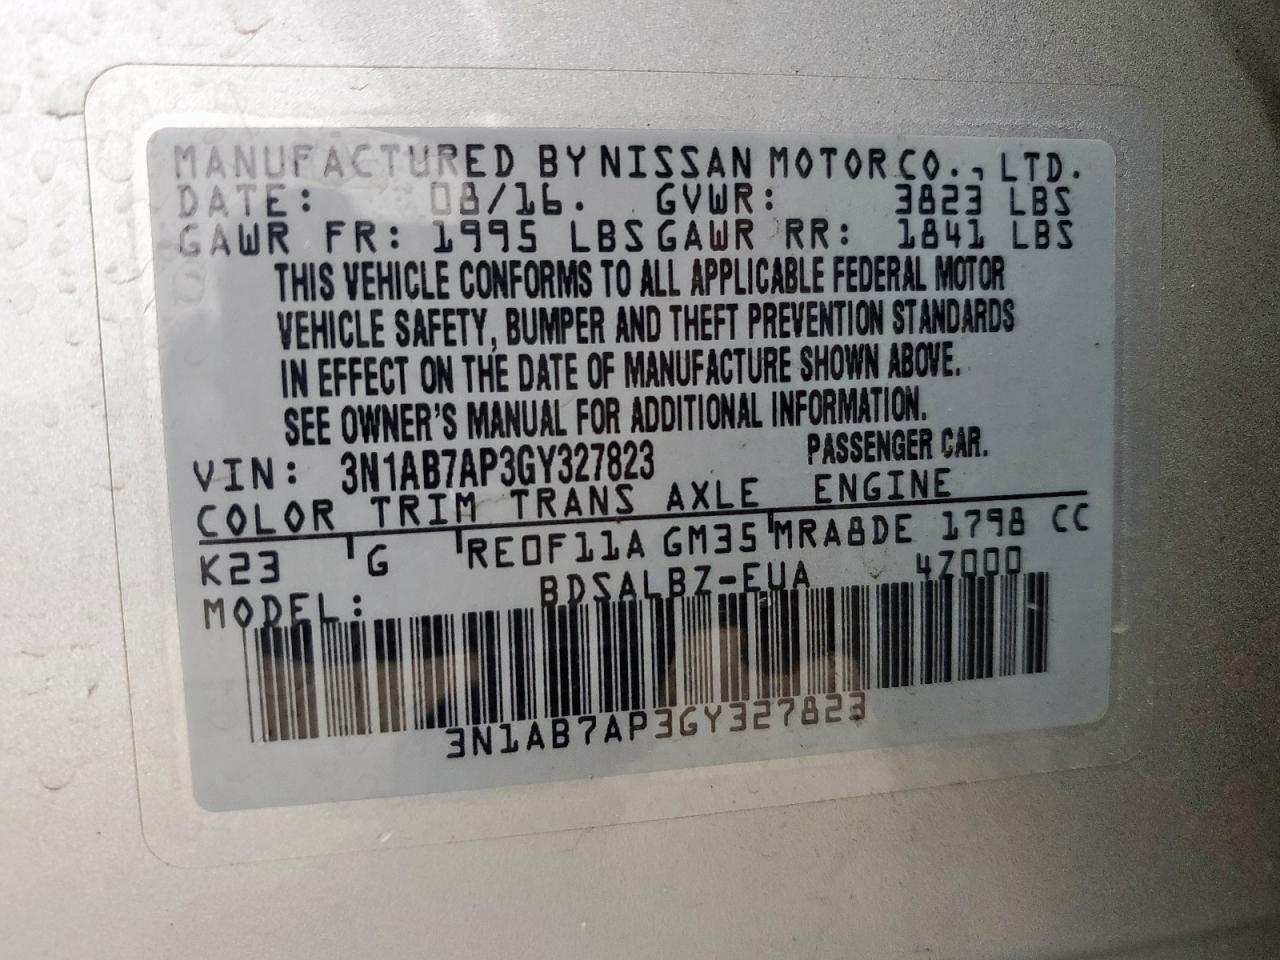 MANUFACTURED BY NISSAN MOTOR CO., LTD.
DATE: 08/16. GVWR: 3823 LBS
GAWR FR: 1995 LBS GAWR RR: 1841 LBS
THIS VEHICLE CONFORMS TO ALL APPLICABLE FEDERAL MOTOR
VEHICLE SAFETY, BUMPER AND THEFT PREVENTION STANDARDS
IN EFFECT ON THE DATE OF MANUFACTURE SHOWN ABOVE.
SEE OWNER'S MANUAL FOR ADDITIONAL INFORMATION.
VIN: 3N1AB7AP3GY327823 PASSENGER CAR.
COLOR TRIM TRANS AXLE ENGINE
K23 G RE0F11A GM35 MRA8DE 1798 CC
MODEL: BDSALBZ-EUA 4Z000
3N1AB7AP3GY327823